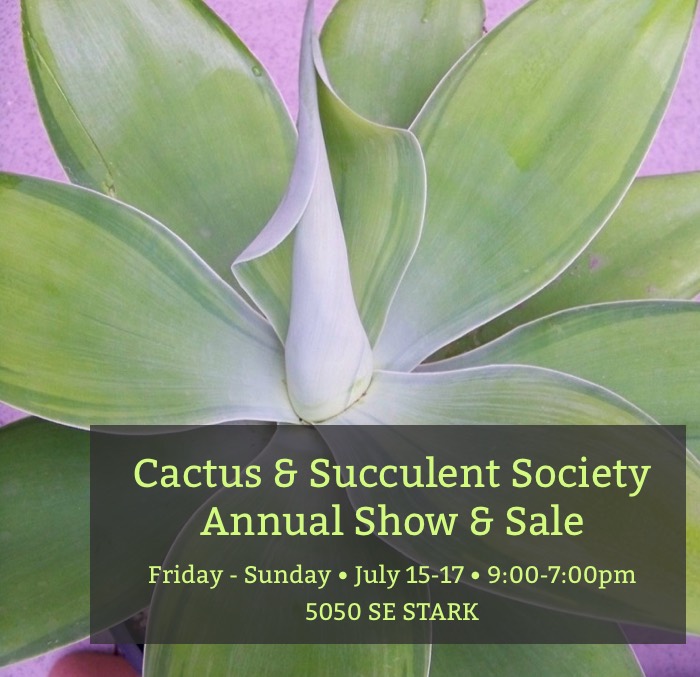 Cactus & Succulent Society
Annual Show & Sale
Friday - Sunday • July 15-17 • 9:00-7:00pm
5050 SE STARK